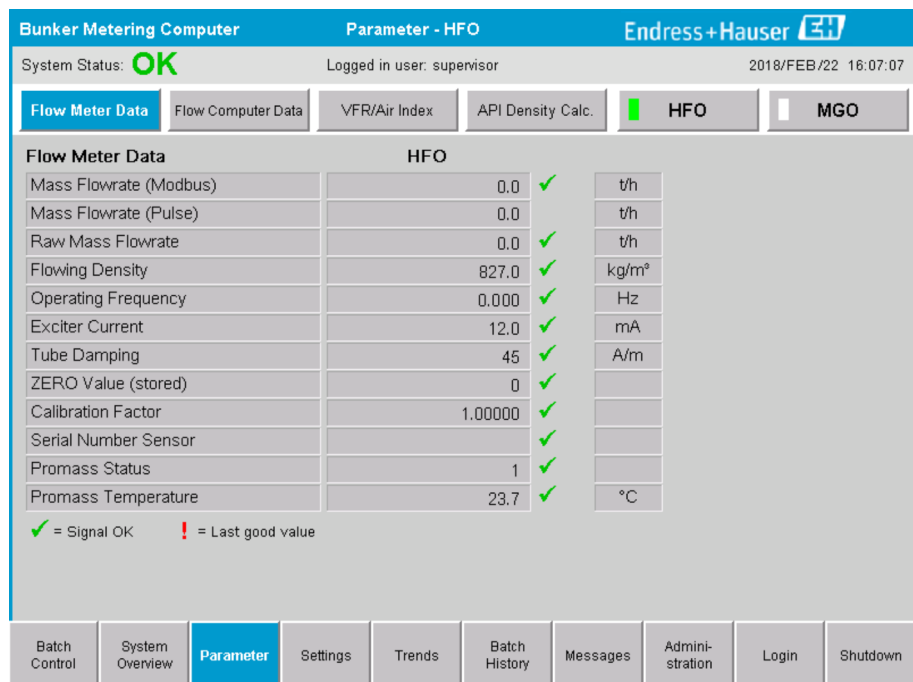 Bunker Metering Computer Parameter - HFO Endress+Hauser EH
System Status: OK Logged in user: supervisor 2018/FEB/22 16:07:07
Flow Meter Data Flow Computer Data VFR/Air Index API Density Calc. HFO MGO
Flow Meter Data HFO
Mass Flowrate (Modbus) 0.0 ✓ t/h
Mass Flowrate (Pulse) 0.0 t/h
Raw Mass Flowrate 0.0 ✓ t/h
Flowing Density 827.0 ✓ kg/m³
Operating Frequency 0.000 ✓ Hz
Exciter Current 12.0 ✓ mA
Tube Damping 45 ✓ A/m
ZERO Value (stored) 0 ✓
Calibration Factor 1.00000 ✓
Serial Number Sensor ✓
Promass Status 1 ✓
Promass Temperature 23.7 ✓ °C
✓ = Signal OK ! = Last good value
Batch Control System Overview Parameter Settings Trends Batch History Messages Admini-stration Login Shutdown